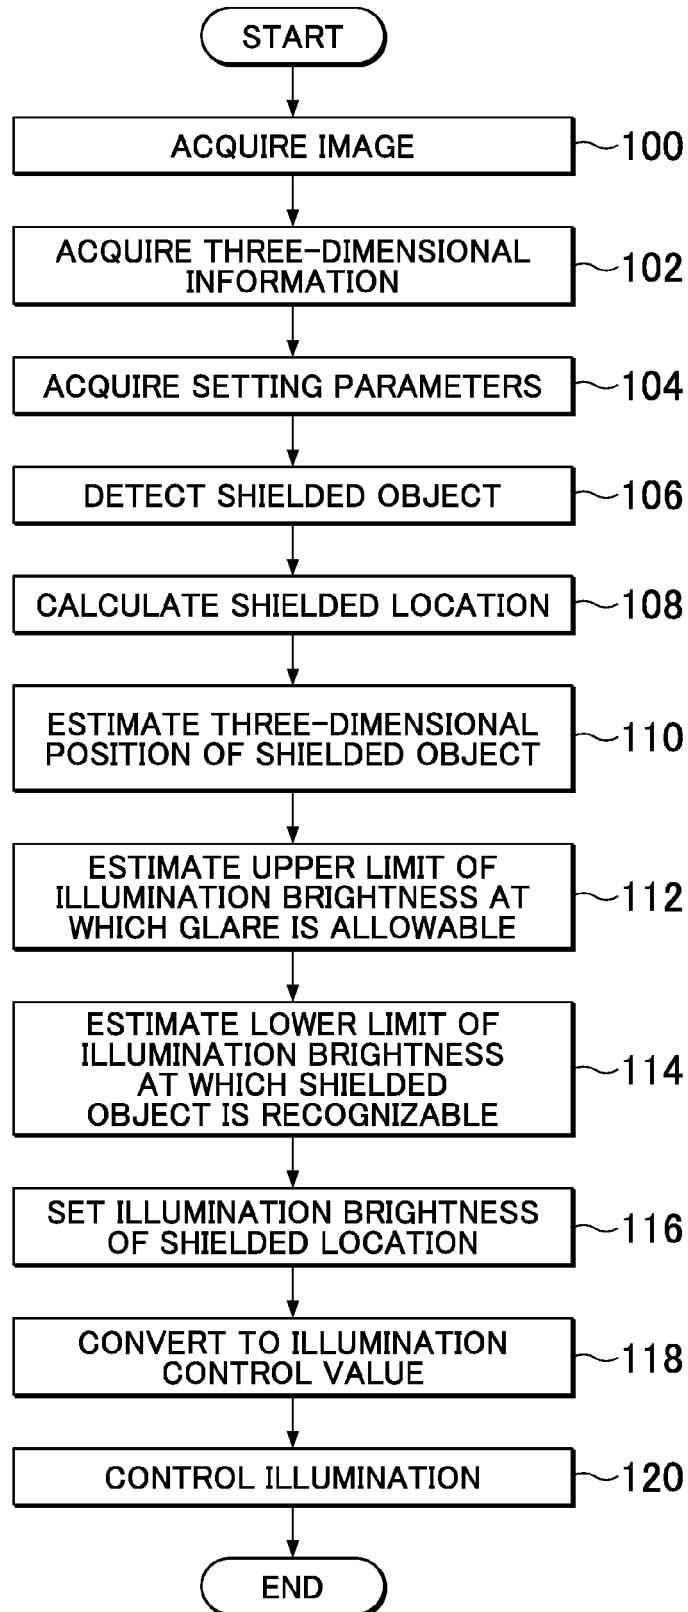 START
ACQUIRE IMAGE
100
ACQUIRE THREE-DIMENSIONAL
INFORMATION
102
ACQUIRE SETTING PARAMETERS
104
DETECT SHIELDED OBJECT
106
CALCULATE SHIELDED LOCATION
108
ESTIMATE THREE-DIMENSIONAL
POSITION OF SHIELDED OBJECT
110
ESTIMATE UPPER LIMIT OF
ILLUMINATION BRIGHTNESS AT
WHICH GLARE IS ALLOWABLE
112
ESTIMATE LOWER LIMIT OF
ILLUMINATION BRIGHTNESS
AT WHICH SHIELDED
OBJECT IS RECOGNIZABLE
114
SET ILLUMINATION BRIGHTNESS
OF SHIELDED LOCATION
116
CONVERT TO ILLUMINATION
CONTROL VALUE
118
CONTROL ILLUMINATION
120
END